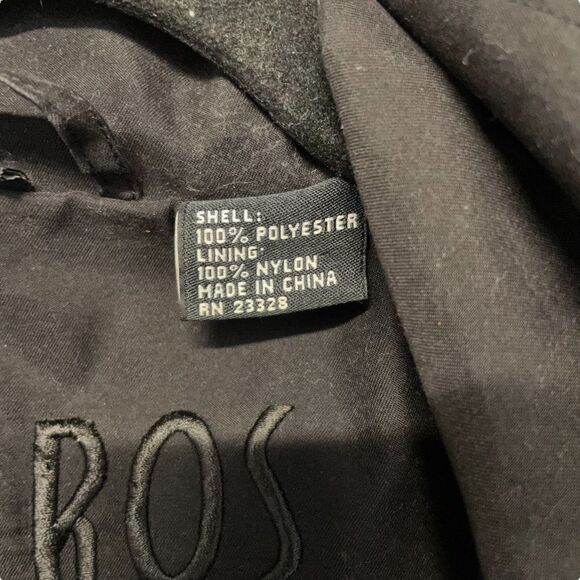 SHELL:
100% POLYESTER
LINING:
100% NYLON
MADE IN CHINA
RN 23328
ROS